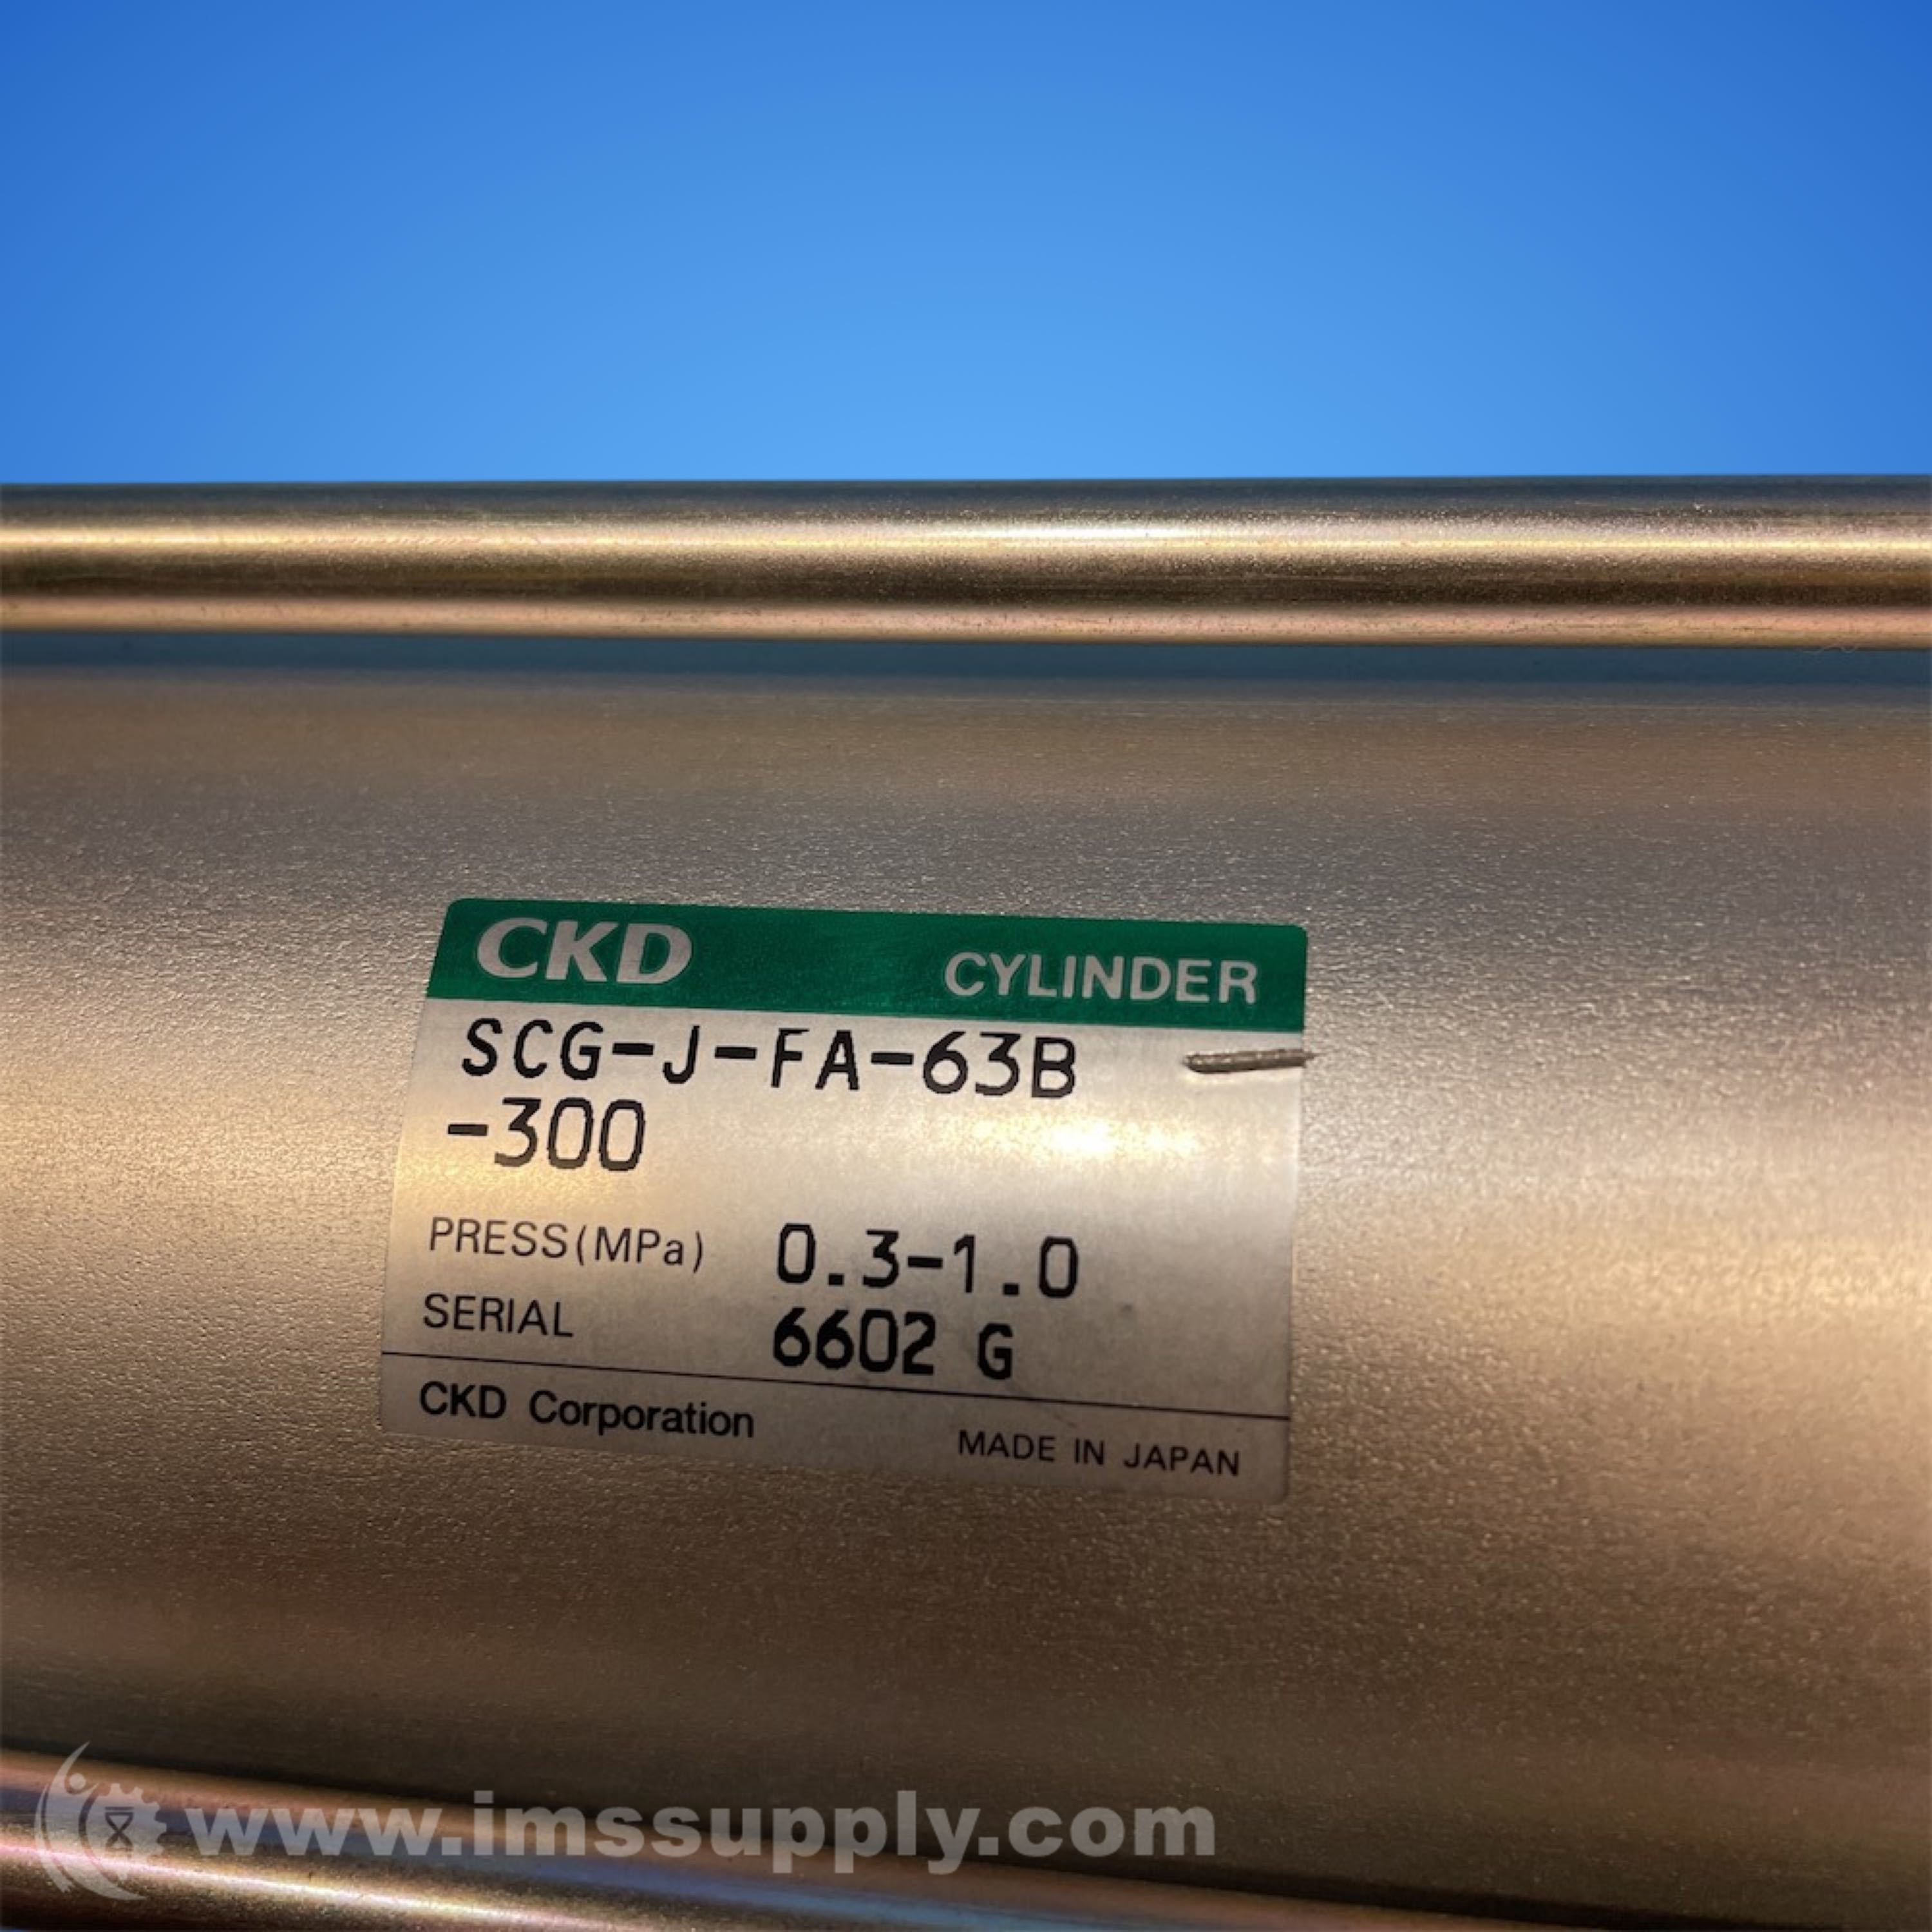 CKD CYLINDER
SCG-J-FA-63B
-300
PRESS(MPa) 0.3-1.0
SERIAL 6602 G
CKD Corporation MADE IN JAPAN
www.imssupply.com